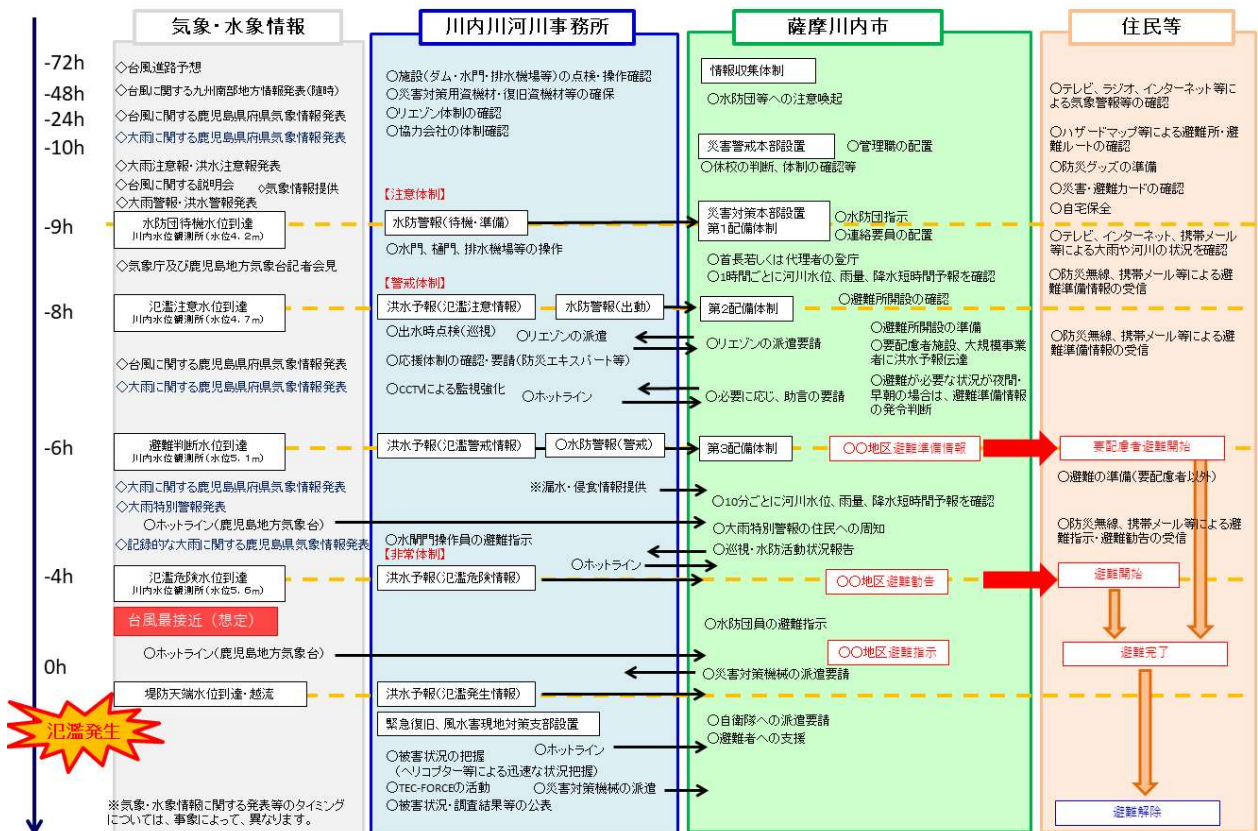 気象・水象情報
川内川河川事務所
薩摩川内市
住民等
-72h
-48h
-24h
-10h
-9h
-8h
-6h
-4h
0h
氾濫発生
◇台風進路予想
◇台風に関する九州南部地方情報発表(随時)
◇台風に関する鹿児島県府県気象情報発表
◇大雨に関する鹿児島県府県気象情報発表
◇大雨注意報・洪水注意報発表
◇台風に関する説明会
◇気象情報提供
◇大雨警報・洪水警報発表
水防団待機水位到達
川内水位観測所(水位4.2m)
◇気象庁及び鹿児島地方気象台記者会見
氾濫注意水位到達
川内水位観測所(水位4.7m)
◇台風に関する鹿児島県府県気象情報発表
◇大雨に関する鹿児島県府県気象情報発表
避難判断水位到達
川内水位観測所(水位5.1m)
◇大雨に関する鹿児島県府県気象情報発表
◇大雨特別警報発表
○ホットライン(鹿児島地方気象台)
◇記録的な大雨に関する鹿児島県気象情報発表
氾濫危険水位到達
川内水位観測所(水位5.6m)
台風最接近(想定)
○ホットライン(鹿児島地方気象台)
堤防天端水位到達・越流
※気象・水象情報に関する発表等のタイミング
については、事象によって、異なります。
○施設(ダム・水門・排水機場等)の点検・操作確認
○災害対策用資機材・復旧資機材等の確保
○リエゾン体制の確認
○協力会社の体制確認
【注意体制】
水防警報(待機・準備)
○水門、樋門、排水機場等の操作
【警戒体制】
洪水予報(氾濫注意情報)
水防警報(出動)
○出水時点検(巡視)
○リエゾンの派遣
○応援体制の確認・要請(防災エキスパート等)
○CCTVによる監視強化
○ホットライン
洪水予報(氾濫警戒情報)
○水防警報(警戒)
※漏水・侵食情報提供
○水閘門操作員の避難指示
【非常体制】
○ホットライン
洪水予報(氾濫危険情報)
洪水予報(氾濫発生情報)
緊急復旧、風水害現地対策支部設置
○被害状況の把握
(ヘリコプター等による迅速な状況把握)
○ホットライン
○TEC-FORCEの活動
○災害対策機械の派遣
○被害状況・調査結果等の公表
情報収集体制
○水防団等への注意喚起
災害警戒本部設置
○管理職の配置
○休校の判断、体制の確認等
災害対策本部設置
第1配備体制
○水防団指示
○連絡要員の配置
○首長若しくは代理者の登庁
○1時間ごとに河川水位、雨量、降水短時間予報を確認
第2配備体制
○避難所開設の確認
○リエゾンの派遣要請
○避難所開設の準備
○要配慮者施設、大規模事業
者に洪水予報伝達
○必要に応じ、助言の要請
○避難が必要な状況が夜間・
早朝の場合は、避難準備情報
の発令判断
第3配備体制
○○地区避難準備情報
○10分ごとに河川水位、雨量、降水短時間予報を確認
○大雨特別警報の住民への周知
○巡視・水防活動状況報告
○○地区避難勧告
○水防団員の避難指示
○○地区避難指示
○災害対策機械の派遣要請
○自衛隊への派遣要請
○避難者への支援
○テレビ、ラジオ、インターネット等に
よる気象警報等の確認
○ハザードマップ等による避難所・避
難ルートの確認
○防災グッズの準備
○災害・避難カードの確認
○自宅保全
○テレビ、インターネット、携帯メール
等による大雨や河川の状況を確認
○防災無線、携帯メール等による避
難準備情報の受信
○防災無線、携帯メール等による避
難準備情報の受信
要配慮者避難開始
○避難の準備(要配慮者以外)
○防災無線、携帯メール等による避
難指示・避難勧告の受信
避難開始
避難完了
避難解除